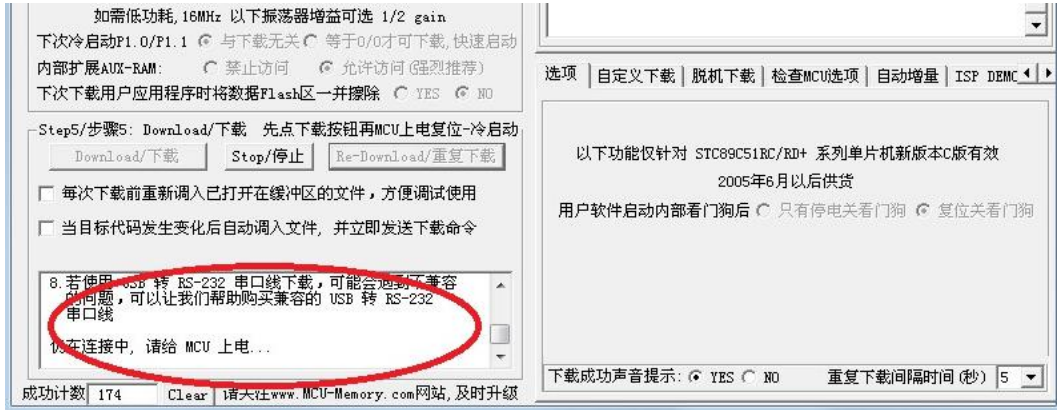 如需低功耗,16MHz 以下振荡器增益可选 1/2 gain
下次冷启动P1.0/P1.1 与下载无关 等于0/0才可下载,快速启动
内部扩展AUX-RAM: 禁止访问 允许访问(强烈推荐)
下次下载用户应用程序时将数据Flash区一并擦除 YES NO
Step5/步骤5: Download/下载 先点下载按钮再MCU上电复位-冷启动
Download/下载 Stop/停止 Re-Download/重复下载
每次下载前重新调入已打开在缓冲区的文件，方便调试使用
当目标代码发生变化后自动调入文件, 并立即发送下载命令
8.若使用 USB 转 RS-232 串口线下载，可能会遇到不兼容
的问题，可以让我们帮助购买兼容的 USB 转 RS-232
串口线
仍在连接中, 请给 MCU 上电...
成功计数 174 Clear 请关注www.MCU-Memory.com网站,及时升级
选项 自定义下载 脱机下载 检查MCU选项 自动增量 ISP DEMO
以下功能仅针对 STC89C51RC/RD+ 系列单片机新版本C版有效
2005年6月以后供货
用户软件启动内部看门狗后 只有停电关看门狗 复位关看门狗
下载成功声音提示: YES NO 重复下载间隔时间(秒) 5